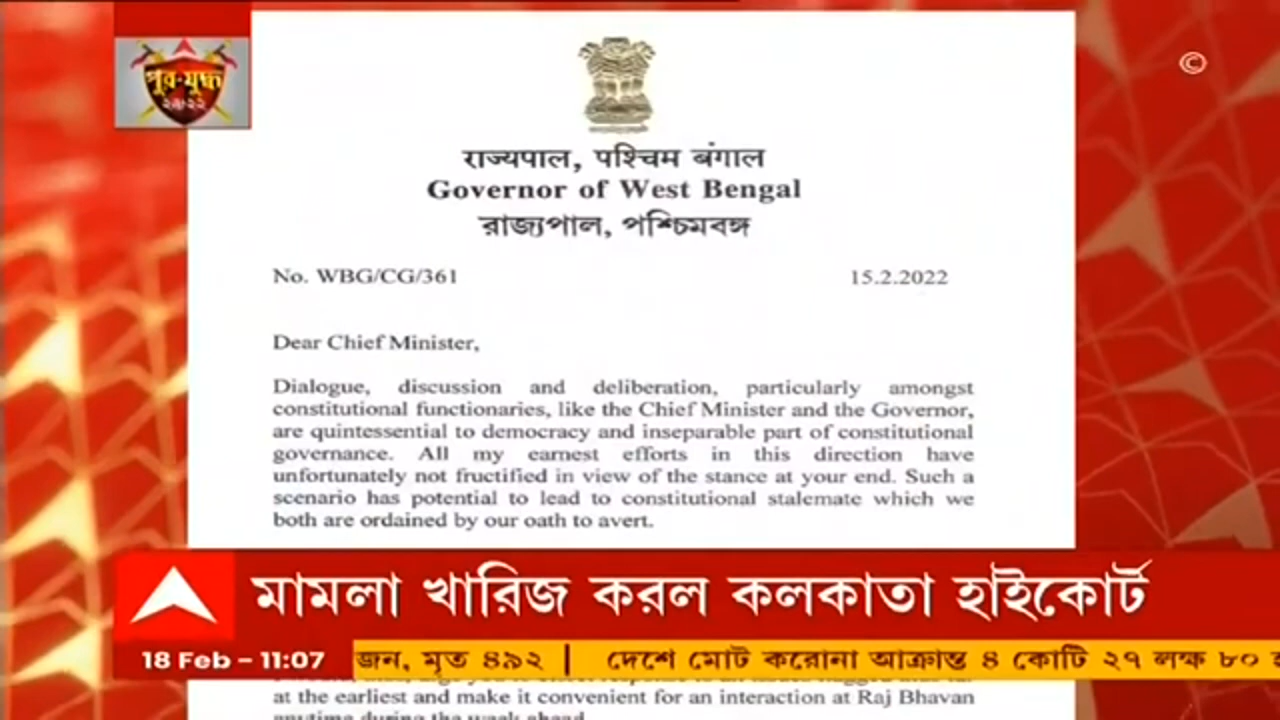 পুর-যুদ্ধ
২০২২
©
राज्यपाल, पश्चिम बंगाल
Governor of West Bengal
রাজ্যপাল, পশ্চিমবঙ্গ
No. WBG/CG/361
15.2.2022
Dear Chief Minister,
Dialogue, discussion and deliberation, particularly amongst
constitutional functionaries, like the Chief Minister and the Governor,
are quintessential to democracy and inseparable part of constitutional
governance. All my earnest efforts in this direction have
unfortunately not fructified in view of the stance at your end. Such a
scenario has potential to lead to constitutional stalemate which we
both are ordained by our oath to avert.
মামলা খারিজ করল কলকাতা হাইকোর্ট
18 Feb – 11:07
জন, মৃত ৪৯২ | দেশে মোট করোনা আক্রান্ত ৪ কোটি ২৭ লক্ষ ৮০
at the earliest and make it convenient for an interaction at Raj Bhavan
anytime during the week ahead